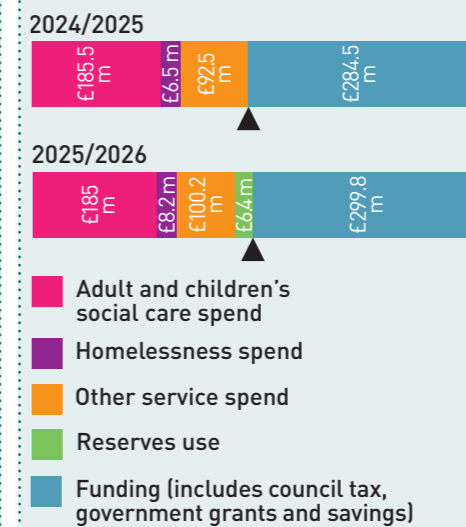 2024/2025
£185.5 m
£6.5 m
£92.5 m
£284.5 m
2025/2026
£185 m
£8.2 m
£100.2 m
£6.4 m
£299.8 m
Adult and children's
social care spend
Homelessness spend
Other service spend
Reserves use
Funding (includes council tax,
government grants and savings)